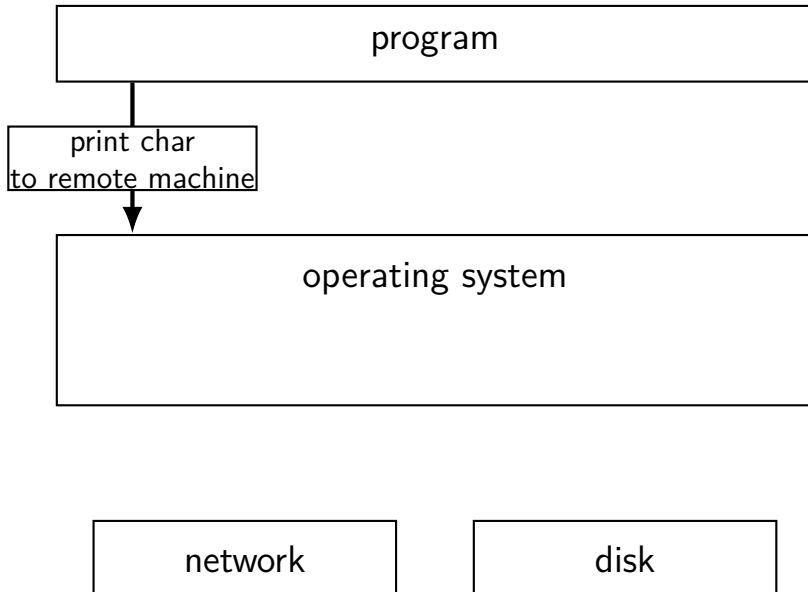 program
print char
to remote machine
operating system
network
disk